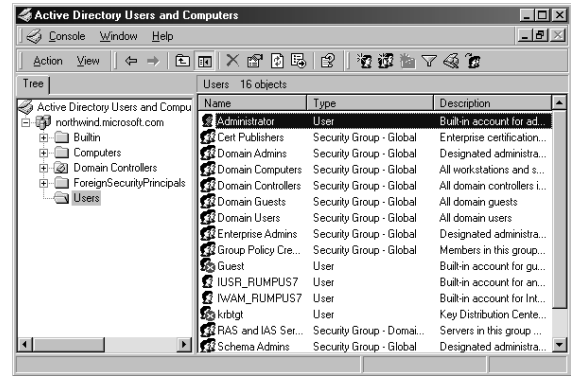 Active Directory Users and Computers
Console Window Help
Action View
Tree
Users 16 objects
Active Directory Users and Compu
northwind.microsoft.com
Builtin
Computers
Domain Controllers
ForeignSecurityPrincipals
Users
Name Type Description
Administrator User Built-in account for ad...
Cert Publishers Security Group - Global Enterprise certification...
Domain Admins Security Group - Global Designated administra...
Domain Computers Security Group - Global All workstations and s...
Domain Controllers Security Group - Global All domain controllers i...
Domain Guests Security Group - Global All domain guests
Domain Users Security Group - Global All domain users
Enterprise Admins Security Group - Global Designated administra...
Group Policy Cre... Security Group - Global Members in this group...
Guest User Built-in account for gu...
IUSR_RUMPUS7 User Built-in account for an...
IWAM_RUMPUS7 User Built-in account for Int...
krbtgt User Key Distribution Cente...
RAS and IAS Ser... Security Group - Domai... Servers in this group ...
Schema Admins Security Group - Global Designated administra...